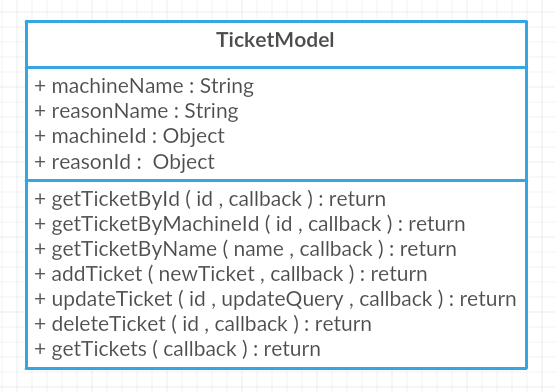 TicketModel
+ machineName : String
+ reasonName : String
+ machineId : Object
+ reasonId :  Object
+ getTicketById ( id , callback ) : return
+ getTicketByMachineId ( id , callback ) : return
+ getTicketByName ( name , callback ) : return
+ addTicket ( newTicket , callback ) : return
+ updateTicket ( id , updateQuery , callback ) : return
+ deleteTicket ( id , callback ) : return
+ getTickets ( callback ) : return